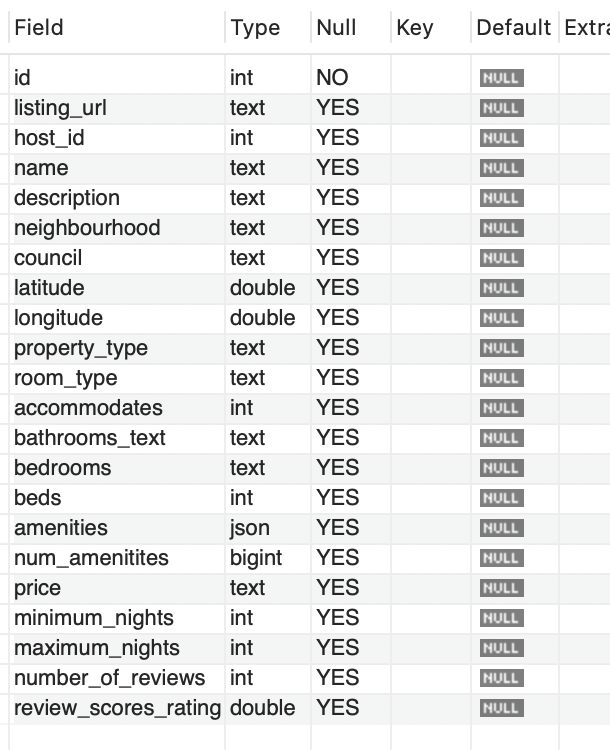 Field Type Null Key Default Extra
id int NO NULL
listing_url text YES NULL
host_id int YES NULL
name text YES NULL
description text YES NULL
neighbourhood text YES NULL
council text YES NULL
latitude double YES NULL
longitude double YES NULL
property_type text YES NULL
room_type text YES NULL
accommodates int YES NULL
bathrooms_text text YES NULL
bedrooms text YES NULL
beds int YES NULL
amenities json YES NULL
num_amenitites bigint YES NULL
price text YES NULL
minimum_nights int YES NULL
maximum_nights int YES NULL
number_of_reviews int YES NULL
review_scores_rating double YES NULL